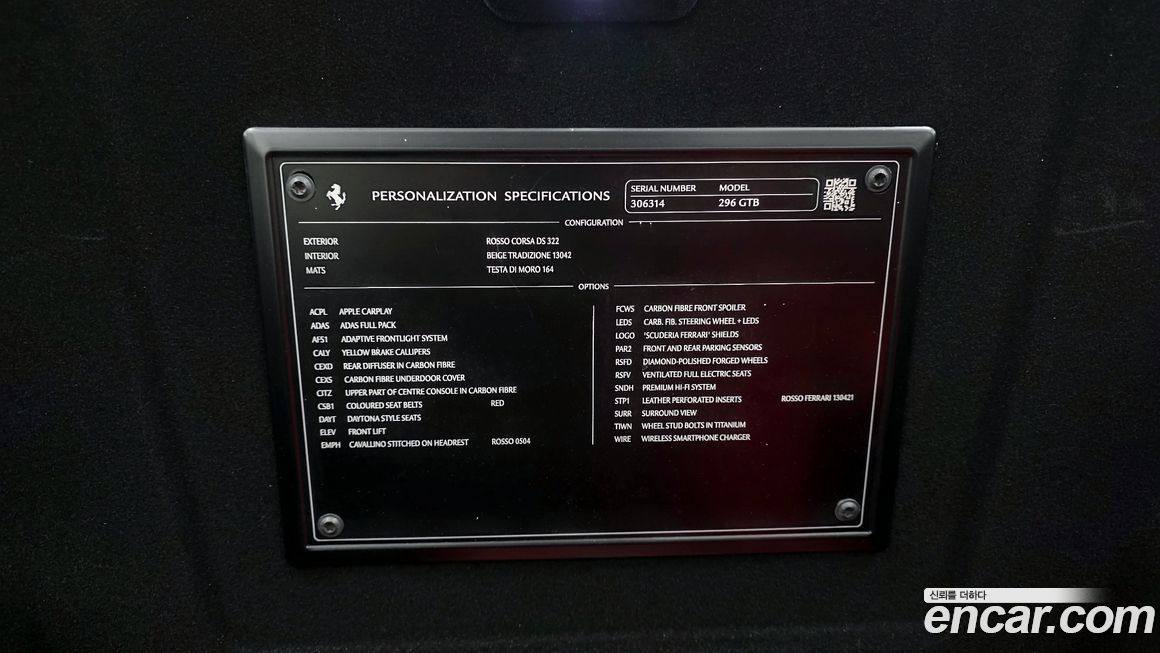 PERSONALIZATION SPECIFICATIONS
SERIAL NUMBER MODEL
306314 296 GTB
CONFIGURATION
EXTERIOR ROSSO CORSA DS 322
INTERIOR BEIGE TRADIZIONE 13042
MATS TESTA DI MORO 164
OPTIONS
ACPL APPLE CARPLAY
ADAS ADAS FULL PACK
AFS1 ADAPTIVE FRONTLIGHT SYSTEM
CALY YELLOW BRAKE CALLIPERS
CEXD REAR DIFFUSER IN CARBON FIBRE
CEXS CARBON FIBRE UNDERDOOR COVER
CITZ UPPER PART OF CENTRE CONSOLE IN CARBON FIBRE
CSB1 COLOURED SEAT BELTS RED
DAYT DAYTONA STYLE SEATS
ELEV FRONT LIFT
EMPH CAVALLINO STITCHED ON HEADREST ROSSO 0504
FCWS CARBON FIBRE FRONT SPOILER
LEDS CARB. FIB. STEERING WHEEL + LEDS
LOGO 'SCUDERIA FERRARI' SHIELDS
PAR2 FRONT AND REAR PARKING SENSORS
RSFD DIAMOND-POLISHED FORGED WHEELS
RSFV VENTILATED FULL ELECTRIC SEATS
SNDH PREMIUM HI-FI SYSTEM
STP1 LEATHER PERFORATED INSERTS ROSSO FERRARI 130421
SURR SURROUND VIEW
TIWN WHEEL STUD BOLTS IN TITANIUM
WIRE WIRELESS SMARTPHONE CHARGER
신뢰를 더하다
encar.com